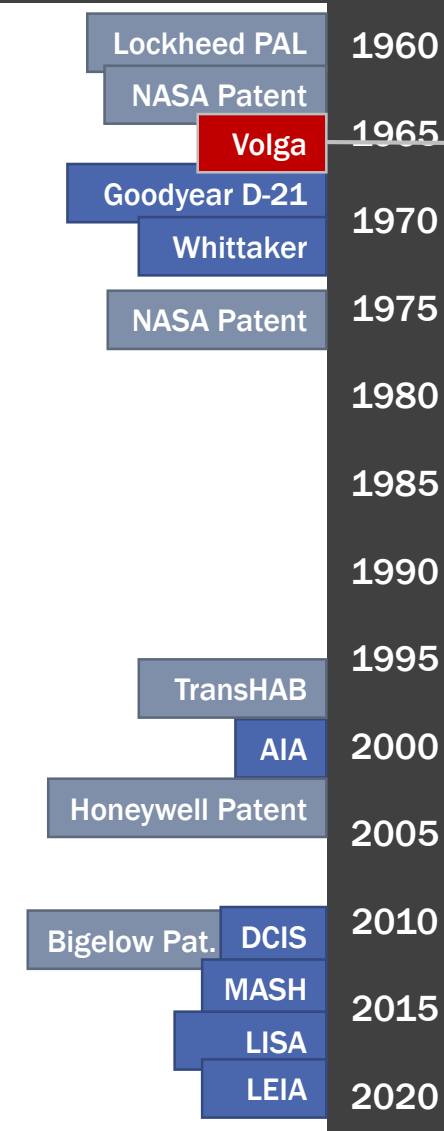 Lockheed PAL
1960
NASA Patent
Volga
1965
Goodyear D-21
1970
Whittaker
NASA Patent
1975
1980
1985
1990
1995
TransHAB
AIA
2000
Honeywell Patent
2005
Bigelow Pat.
DCIS
2010
MASH
2015
LISA
LEIA
2020